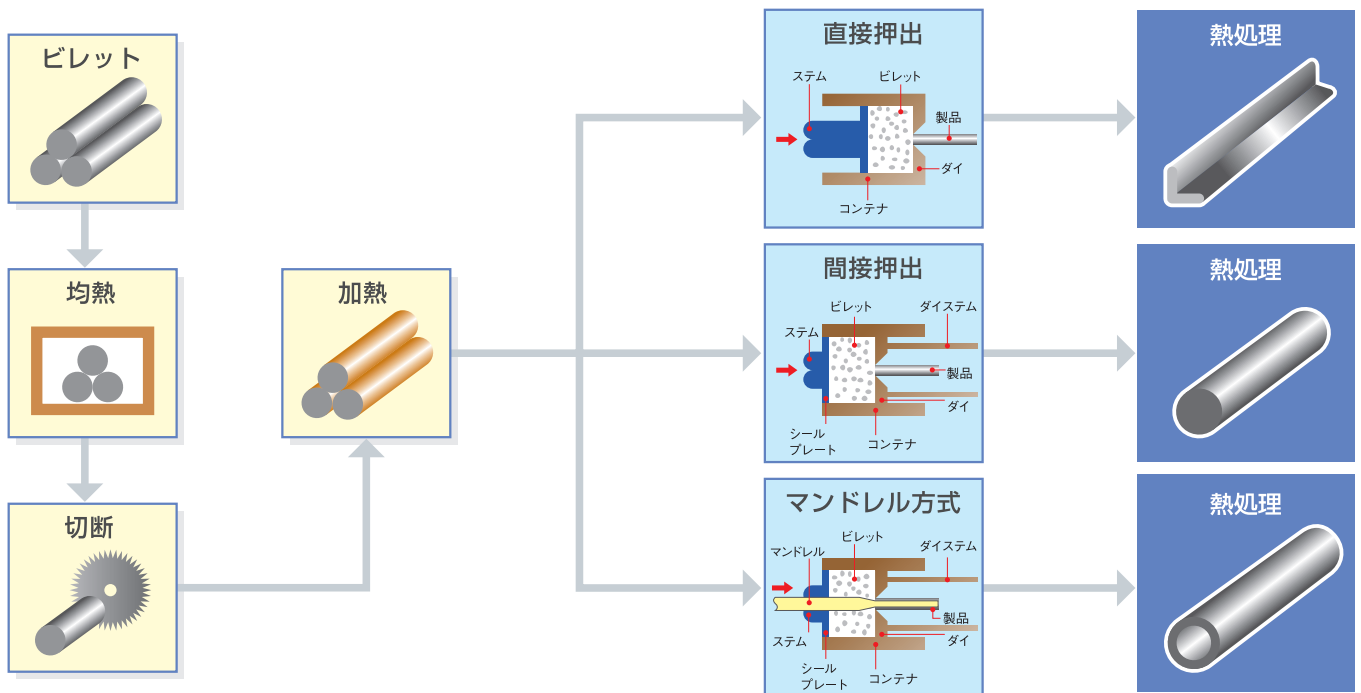 ビレット
均熱
切断
加熱
直接押出
ステム
ビレット
製品
ダイ
コンテナ
熱処理
間接押出
ビレット
ダイステム
ステム
製品
ダイ
シール
プレート
コンテナ
熱処理
マンドレル方式
ビレット
マンドレル
ダイステム
製品
ステム
ダイ
シール
プレート
コンテナ
熱処理